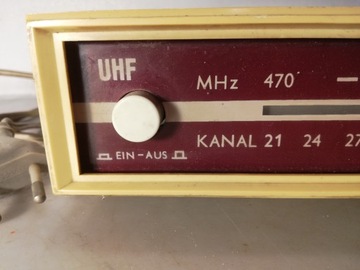 UHF
MHz 470
KANAL 21 24 27
EIN - AUS